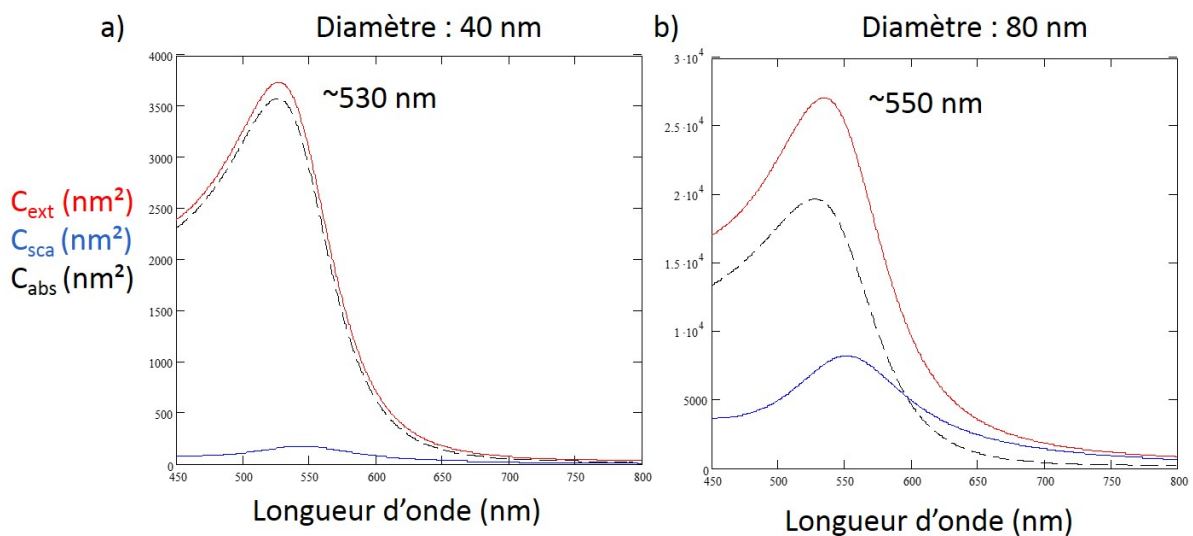 a)
Diamètre : 40 nm
b)
Diamètre : 80 nm
4000
3500
3000
2500
2000
1500
1000
500
0
~530 nm
450 500 550 600 650 700 750 800
Longueur d’onde (nm)
C_ext (nm²)
C_sca (nm²)
C_abs (nm²)
3·10⁴
2.5·10⁴
2·10⁴
1.5·10⁴
1·10⁴
5000
0
~550 nm
450 500 550 600 650 700 750 800
Longueur d’onde (nm)